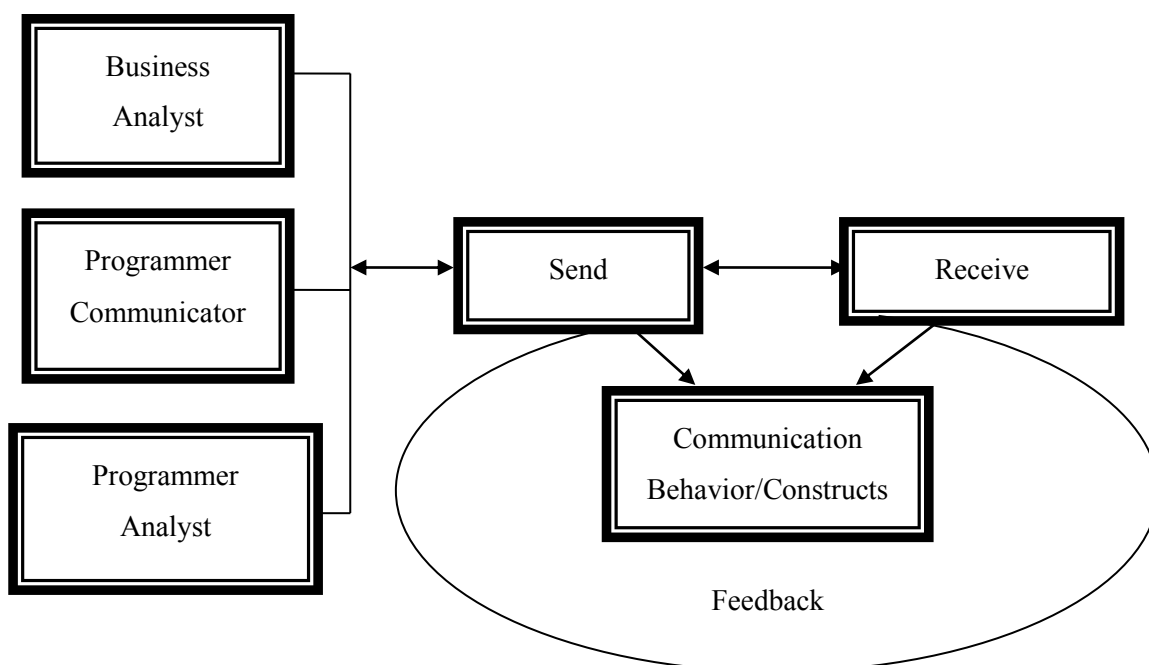 Business
Analyst
Programmer
Communicator
Programmer
Analyst
Send
Receive
Communication
Behavior/Constructs
Feedback